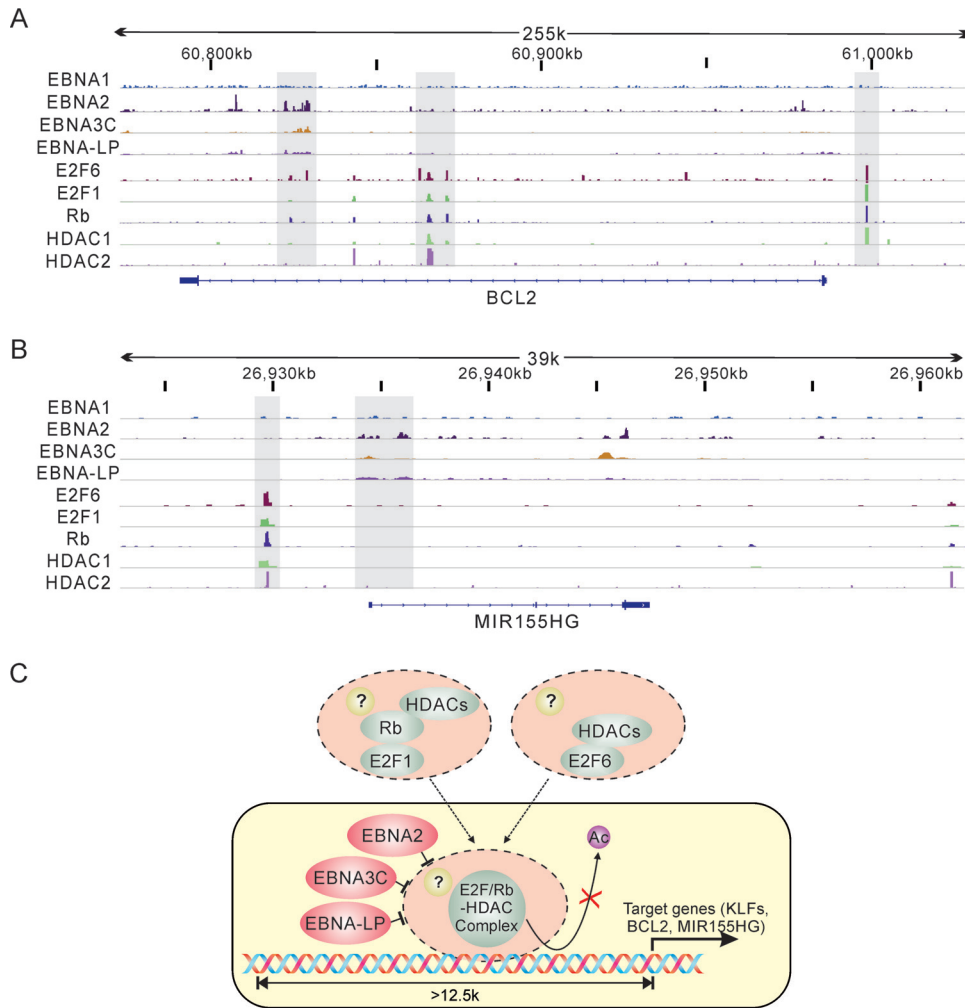 A
255k
60,800kb 60,900kb 61,000kb
EBNA1
EBNA2
EBNA3C
EBNA-LP
E2F6
E2F1
Rb
HDAC1
HDAC2
BCL2
B
39k
26,930kb 26,940kb 26,950kb 26,960kb
EBNA1
EBNA2
EBNA3C
EBNA-LP
E2F6
E2F1
Rb
HDAC1
HDAC2
MIR155HG
C
?
HDACs
Rb
E2F1
?
HDACs
E2F6
EBNA2
EBNA3C
EBNA-LP
?
E2F/Rb
-HDAC
Complex
Ac
Target genes (KLFs,
BCL2, MIR155HG)
>12.5k